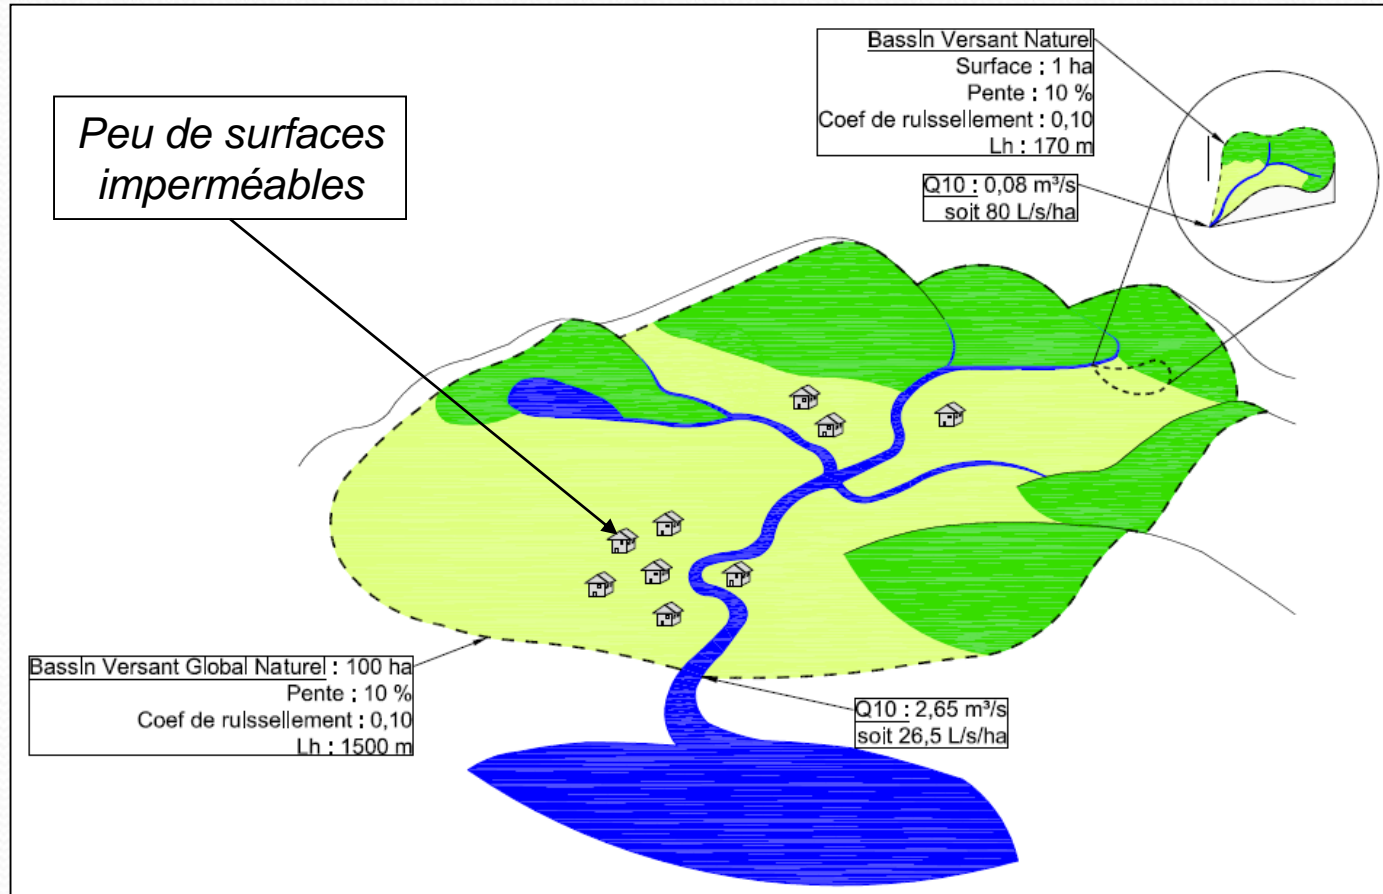 Bassin Versant Naturel
Surface : 1 ha
Pente : 10 %
Coef de ruissellement : 0,10
Lh : 170 m
Peu de surfaces
imperméables
Q10 : 0,08 m³/s
soit 80 L/s/ha
Bassin Versant Global Naturel : 100 ha
Pente : 10 %
Coef de ruissellement : 0,10
Lh : 1500 m
Q10 : 2,65 m³/s
soit 26,5 L/s/ha